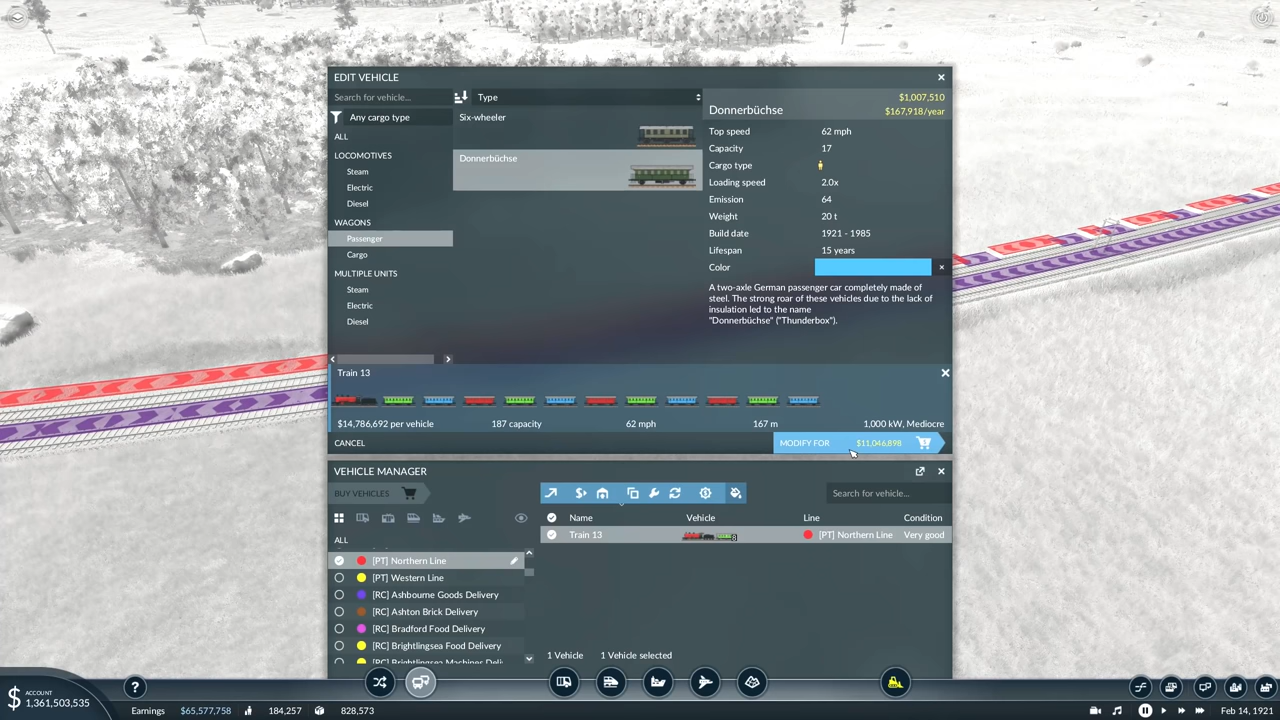 EDIT VEHICLE
Search for vehicle...
Type
Any cargo type
ALL
LOCOMOTIVES
Steam
Electric
Diesel
WAGONS
Passenger
Cargo
MULTIPLE UNITS
Steam
Electric
Diesel
Six-wheeler
Donnerbüchse
$1,007,510
Donnerbüchse
$167,918/year
Top speed 62 mph
Capacity 17
Cargo type
Loading speed 2.0x
Emission 64
Weight 20 t
Build date 1921 - 1985
Lifespan 15 years
Color
A two-axle German passenger car completely made of
steel. The strong roar of these vehicles due to the lack of
insulation led to the name
"Donnerbüchse" ("Thunderbox").
Train 13
$14,786,692 per vehicle 187 capacity 62 mph 167 m 1,000 kW, Mediocre
CANCEL
MODIFY FOR $11,046,898
VEHICLE MANAGER
BUY VEHICLES
Search for vehicle...
ALL
[PT] Northern Line
[PT] Western Line
[RC] Ashbourne Goods Delivery
[RC] Ashton Brick Delivery
[RC] Bradford Food Delivery
[RC] Brightlingsea Food Delivery
[RC] Brightlingsea Machines Deli
Name Vehicle Line Condition
Train 13 8 [PT] Northern Line Very good
1 Vehicle 1 Vehicle selected
$ ACCOUNT
1,361,503,535
?
Earnings $65,577,758 184,257 828,573
Feb 14, 1921